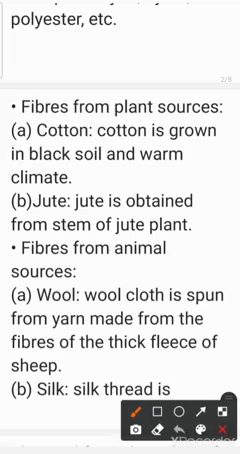 polyester, etc.
2/8
• Fibres from plant sources:
(a) Cotton: cotton is grown
in black soil and warm
climate.
(b)Jute: jute is obtained
from stem of jute plant.
• Fibres from animal
sources:
(a) Wool: wool cloth is spun
from yarn made from the
fibres of the thick fleece of
sheep.
(b) Silk: silk thread is
XRecorder